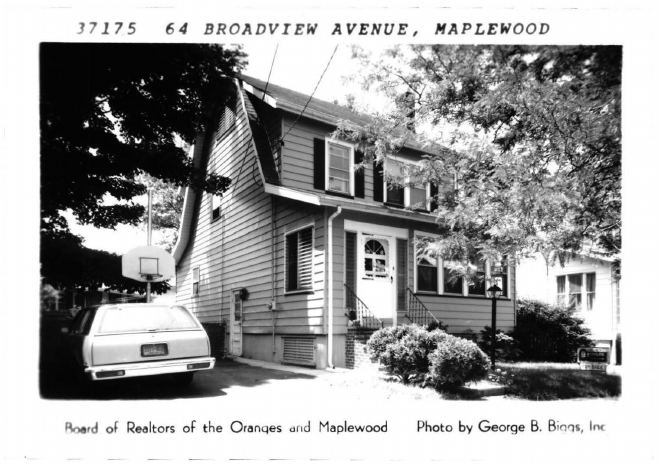 37175 64 BROADVIEW AVENUE, MAPLEWOOD
Board of Realtors of the Oranges and Maplewood Photo by George B. Biggs, Inc